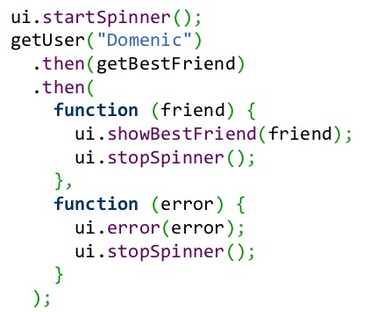 ui.startSpinner();
getUser("Domenic")
  .then(getBestFriend)
  .then(
    function (friend) {
      ui.showBestFriend(friend);
      ui.stopSpinner();
    },
    function (error) {
      ui.error(error);
      ui.stopSpinner();
    }
  );